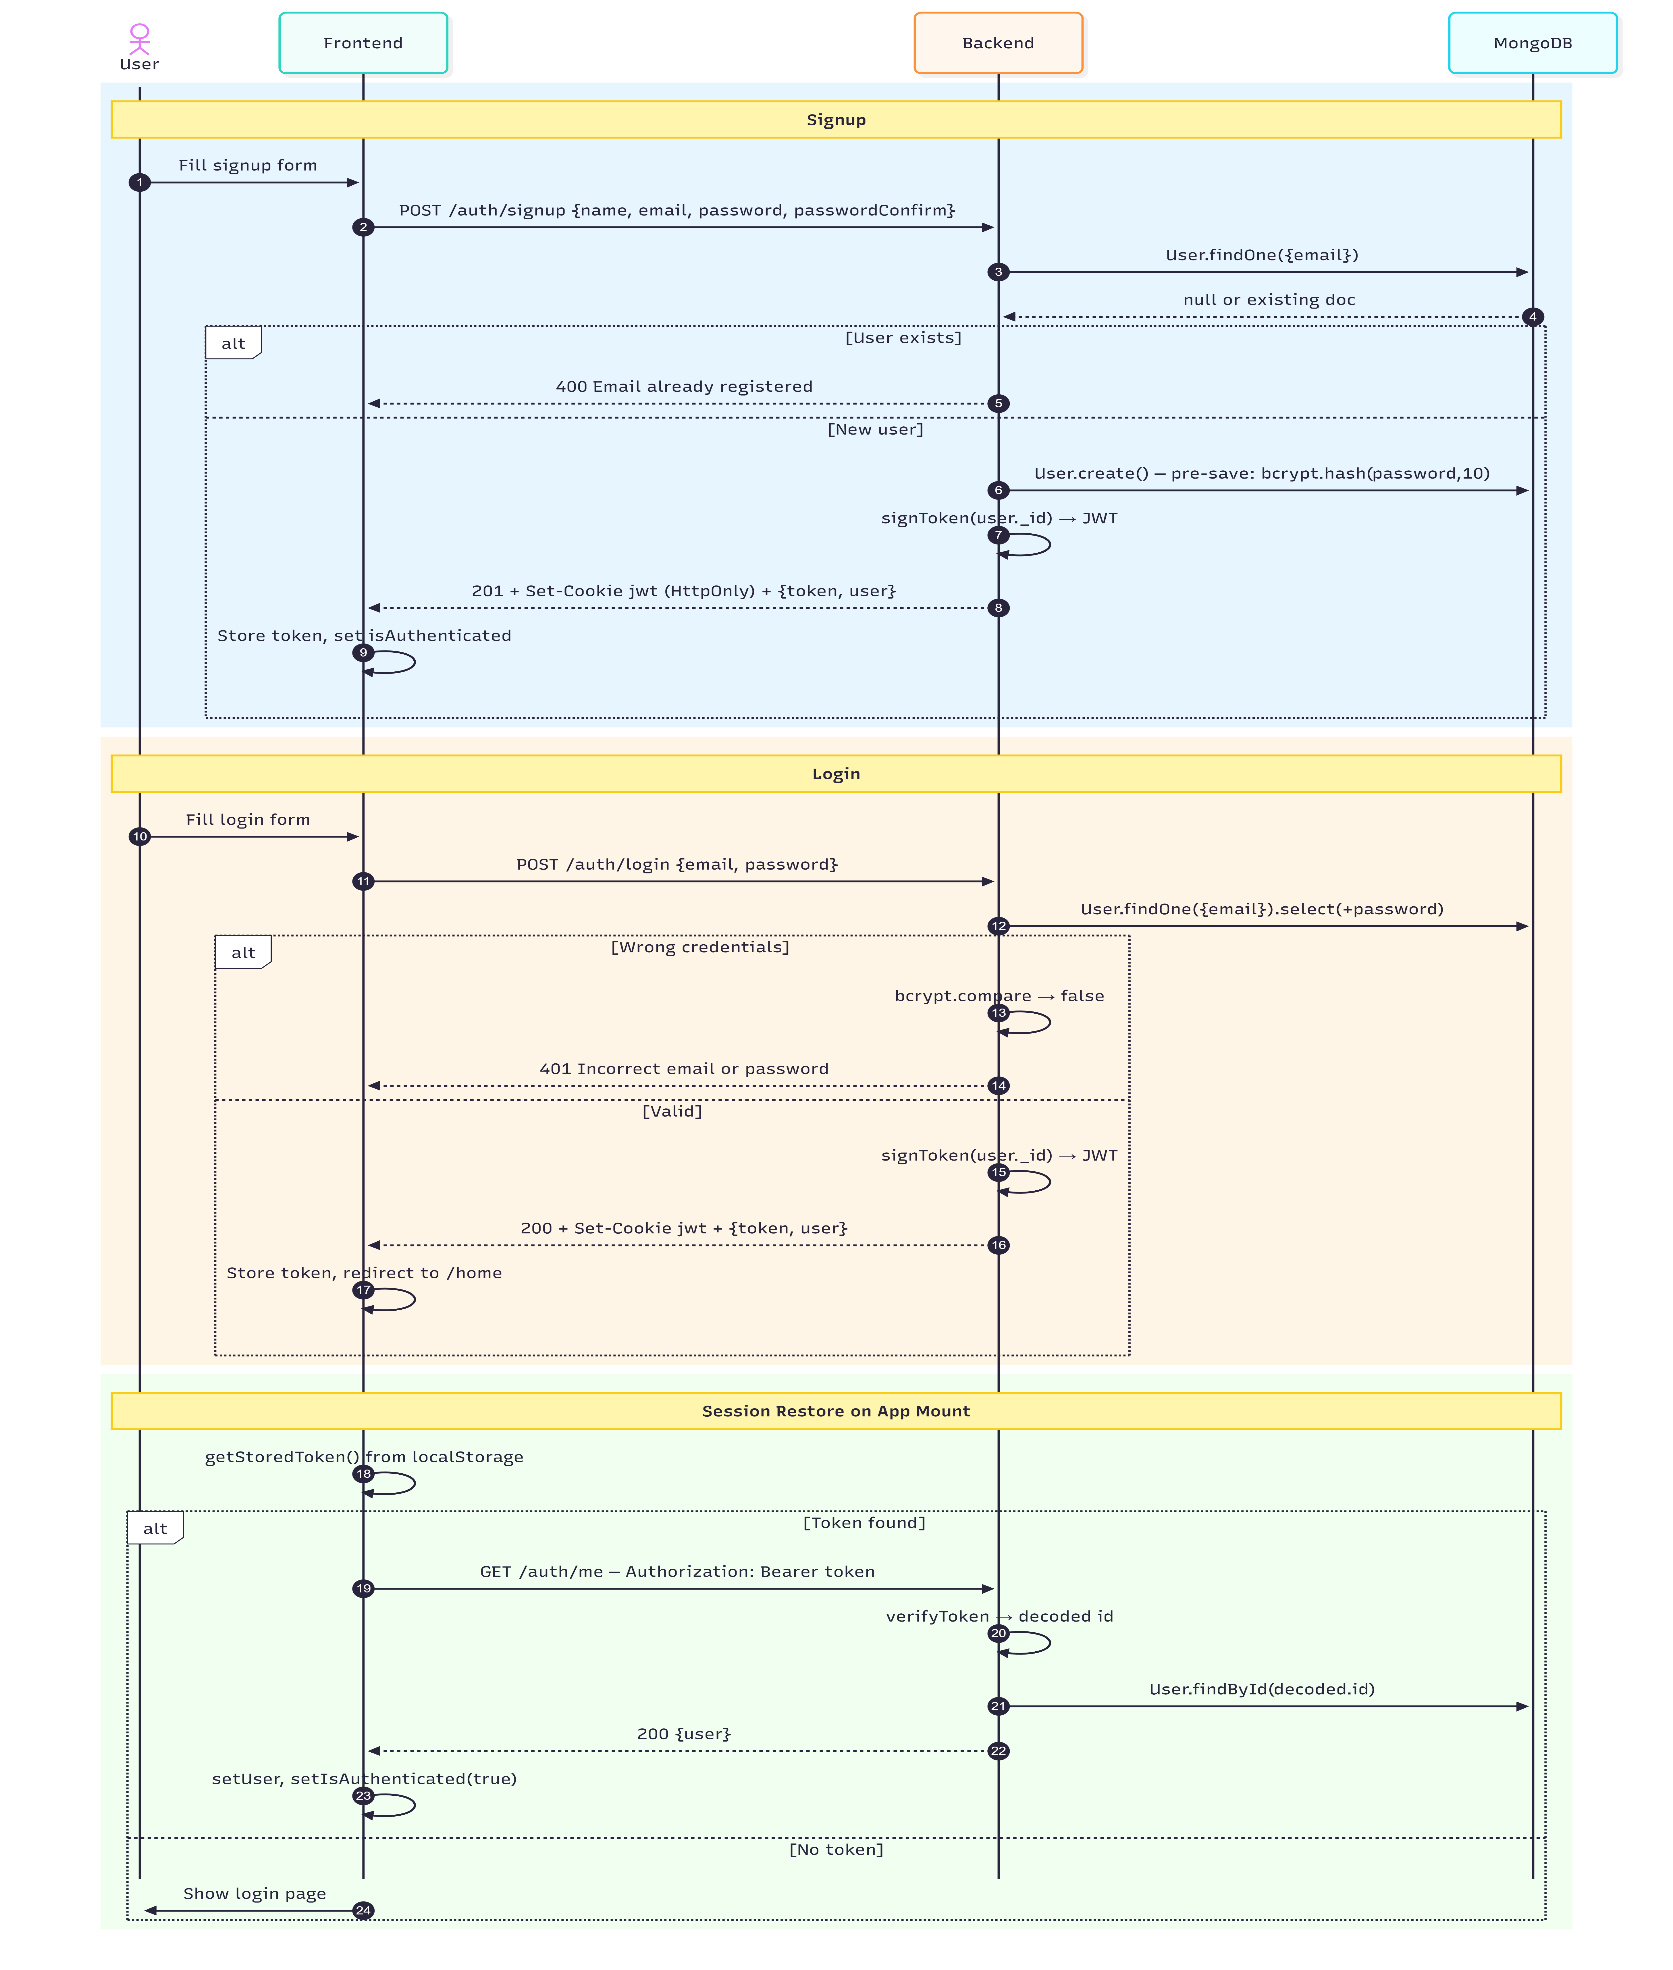 User
Frontend
Backend
MongoDB
Signup
Fill signup form
1
POST /auth/signup {name, email, password, passwordConfirm}
2
User.findOne({email})
3
null or existing doc
4
alt
[User exists]
400 Email already registered
5
[New user]
User.create() — pre-save: bcrypt.hash(password,10)
6
signToken(user._id) → JWT
7
201 + Set-Cookie jwt (HttpOnly) + {token, user}
8
Store token, set isAuthenticated
9
Login
Fill login form
10
POST /auth/login {email, password}
11
User.findOne({email}).select(+password)
12
alt
[Wrong credentials]
bcrypt.compare → false
13
401 Incorrect email or password
14
[Valid]
signToken(user._id) → JWT
15
200 + Set-Cookie jwt + {token, user}
16
Store token, redirect to /home
17
Session Restore on App Mount
getStoredToken() from localStorage
18
alt
[Token found]
GET /auth/me — Authorization: Bearer token
19
verifyToken → decoded id
20
User.findById(decoded.id)
21
200 {user}
22
setUser, setIsAuthenticated(true)
23
[No token]
Show login page
24